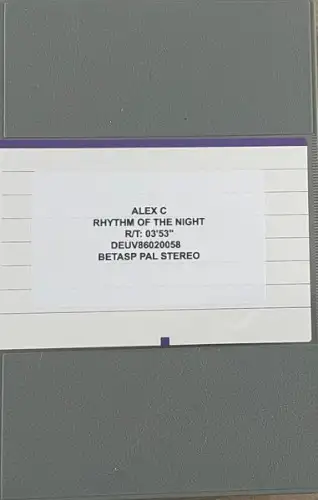 ALEX C
RHYTHM OF THE NIGHT
R/T: 03'53"
DEUV86020058
BETASP PAL STEREO